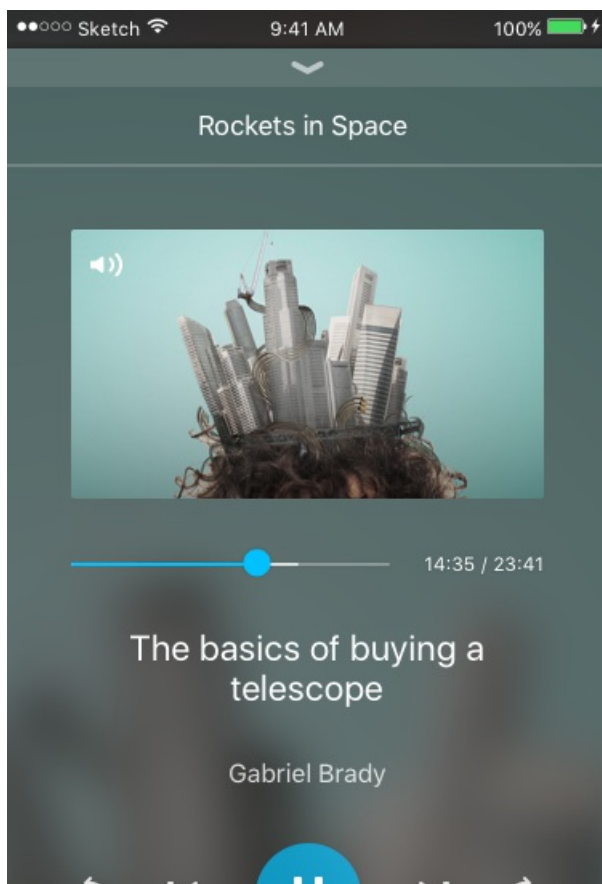 Sketch 9:41 AM 100%
Rockets in Space
14:35 / 23:41
The basics of buying a
telescope
Gabriel Brady